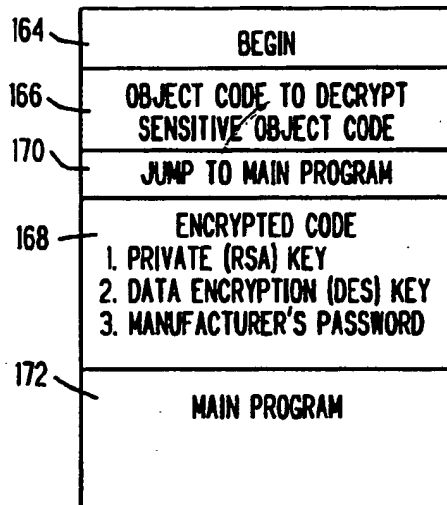 164
BEGIN
166
OBJECT CODE TO DECRYPT
SENSITIVE OBJECT CODE
170
JUMP TO MAIN PROGRAM
168
ENCRYPTED CODE
1. PRIVATE (RSA) KEY
2. DATA ENCRYPTION (DES) KEY
3. MANUFACTURER'S PASSWORD
172
MAIN PROGRAM